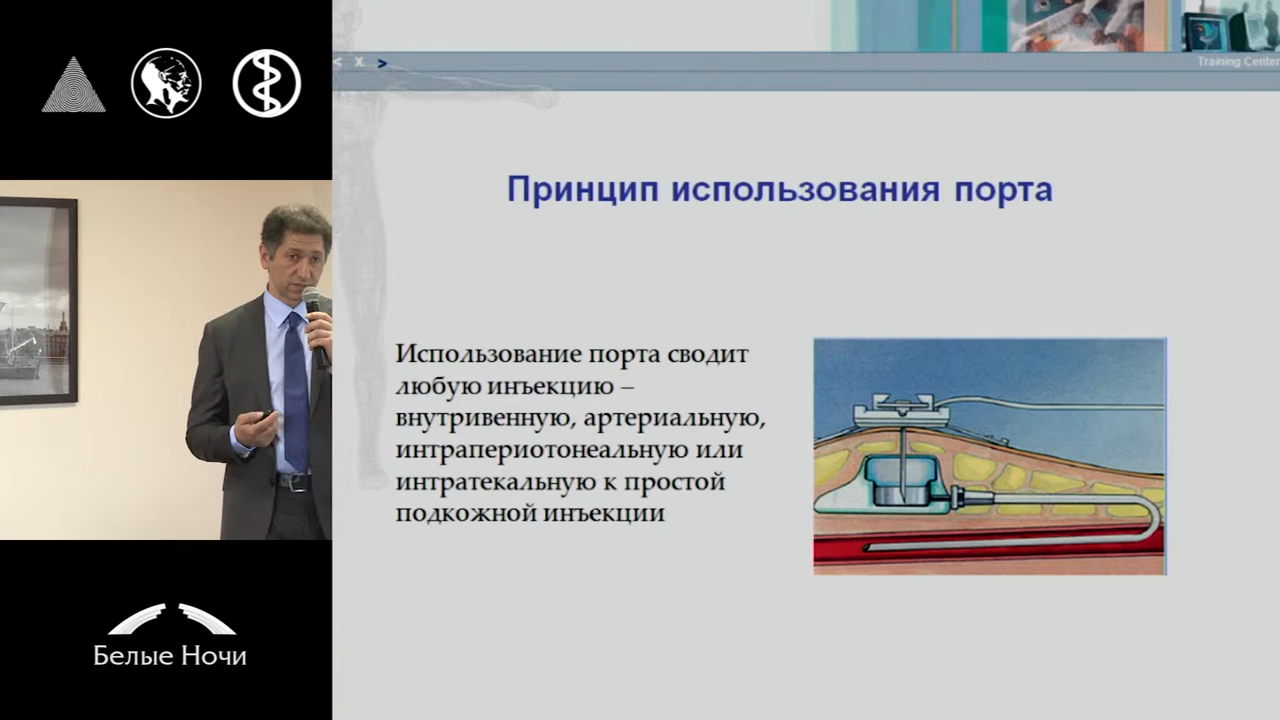 < X >
Training Center
Принцип использования порта
Использование порта сводит
любую инъекцию –
внутривенную, артериальную,
интрапериотонеальную или
интратекальную к простой
подкожной инъекции
Белые Ночи